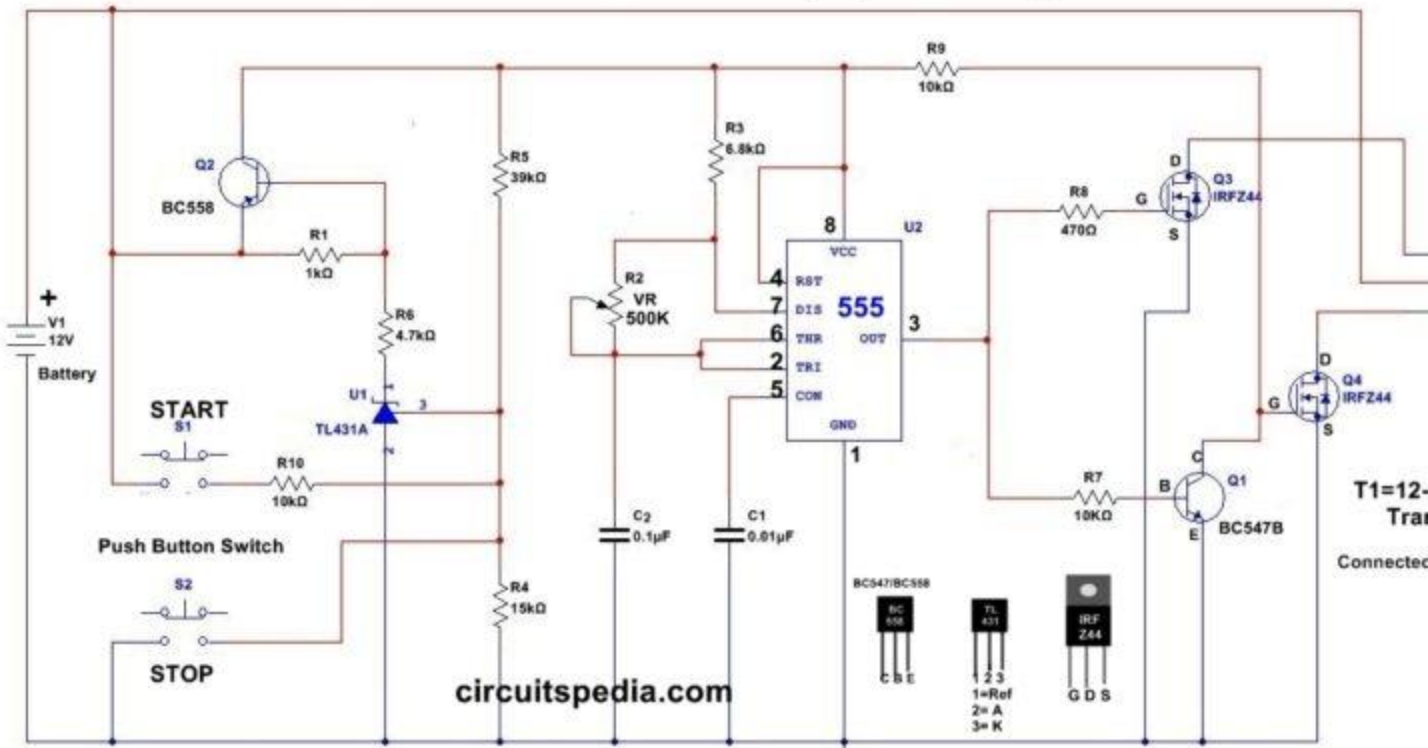 R9
10kΩ
Q2
BC558
R5
39kΩ
R3
6.8kΩ
D
Q3
IRFZ44
G
S
R8
470Ω
R1
1kΩ
8
U2
VCC
4 RST
7 DIS
555
3
6 THR
OUT
2 TRI
5 CON
GND
1
R2
VR
500K
+
V1
12V
Battery
R6
4.7kΩ
1
U1
3
TL431A
2
D
Q4
IRFZ44
G
S
START
S1
R10
10kΩ
C
R7
B
Q1
10KΩ
E
BC547B
T1=12-
Tran
Connected
Push Button Switch
S2
STOP
C2
0.1µF
C1
0.01µF
R4
15kΩ
BC547/BC558
BC
558
C B E
TL
431
1 2 3
1=Ref
2= A
3= K
IRF
Z44
G D S
circuitspedia.com